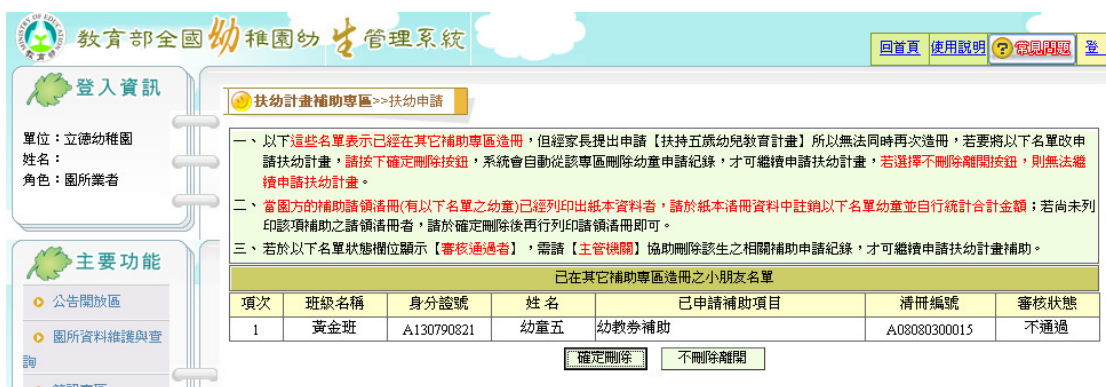 教育部全國幼稚園幼生管理系統
回首頁 使用說明 ?常見問題 登
登入資訊
單位：立德幼稚園
姓名：
角色：園所業者
扶幼計畫補助專區>>扶幼申請
一、以下這些名單表示已經在其它補助專區造冊，但經家長提出申請【扶持五歲幼兒教育計畫】所以無法同時再次造冊，若要將以下名單改申
請扶幼計畫，請按下確定刪除按鈕，系統會自動從該專區刪除幼童申請紀錄，才可繼續申請扶幼計畫，若選擇不刪除離開按鈕，則無法繼
續申請扶幼計畫。
二、當園方的補助請領清冊(有以下名單之幼童)已經列印出紙本資料者，請於紙本清冊資料中註銷以下名單幼童並自行統計合計金額；若尚未列
印該項補助之請領清冊者，請於確定刪除後再行列印請領清冊即可。
三、若於以下名單狀態欄位顯示【審核通過者】，需請【主管機關】協助刪除該生之相關補助申請紀錄，才可繼續申請扶幼計畫補助。
已在其它補助專區造冊之小朋友名單
項次 班級名稱 身分證號 姓名 已申請補助項目 清冊編號 審核狀態
1 黃金班 A130790821 幼童五 幼教券補助 A08080300015 不通過
確定刪除 不刪除離開
主要功能
公告開放區
園所資料維護與查
詢